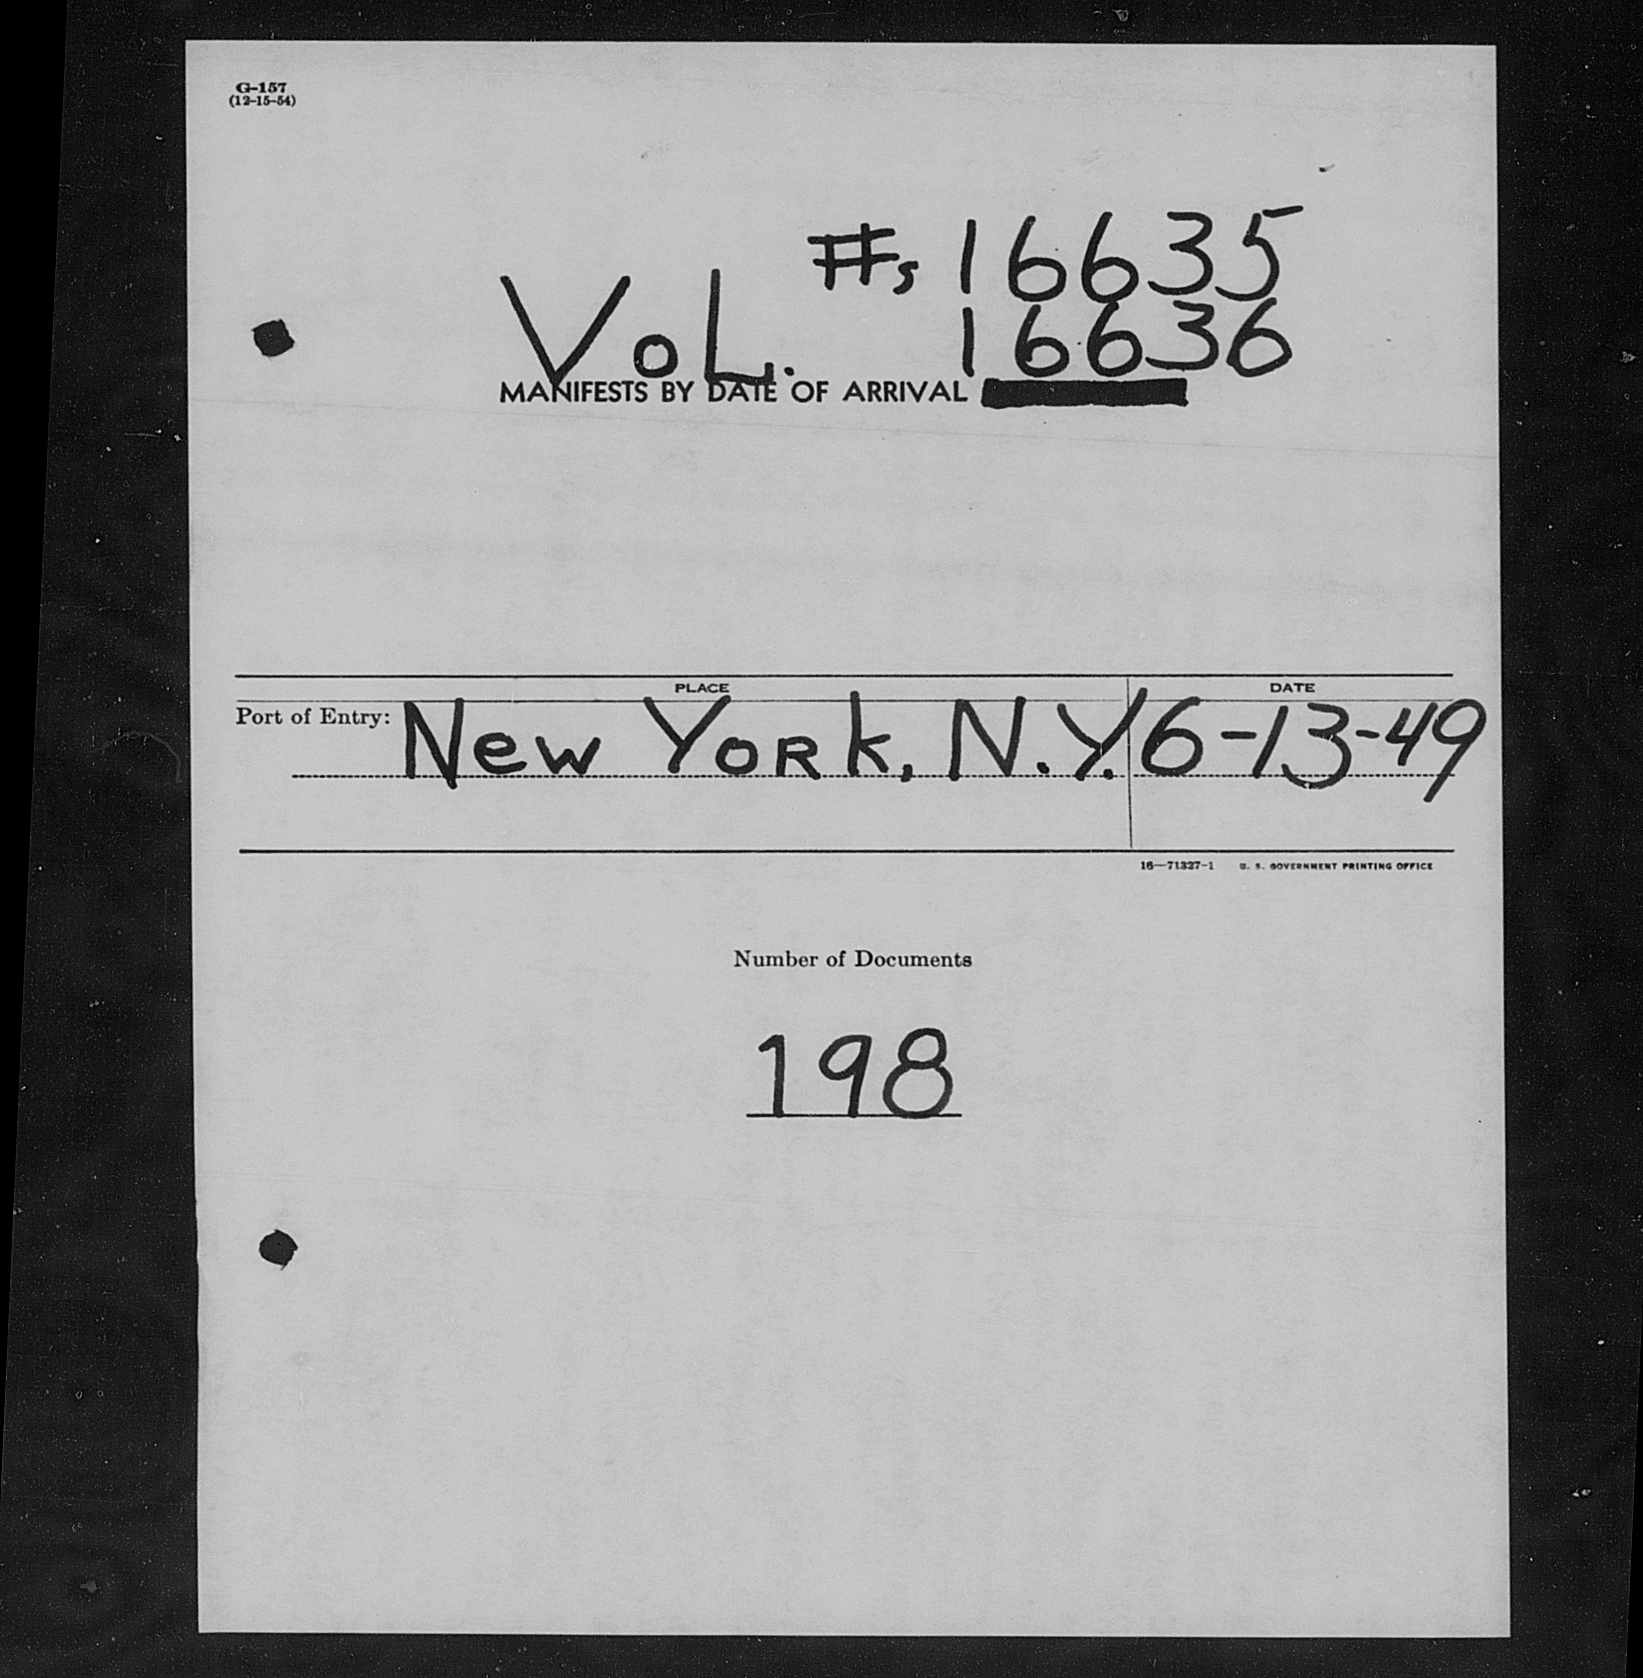 G-157
(12-15-54)
#s 16635
VoL. 16636
MANIFESTS BY DATE OF ARRIVAL
PLACE DATE
Port of Entry: New York, N.Y. 6-13-49
16—71327-1 U. S. GOVERNMENT PRINTING OFFICE
Number of Documents
198